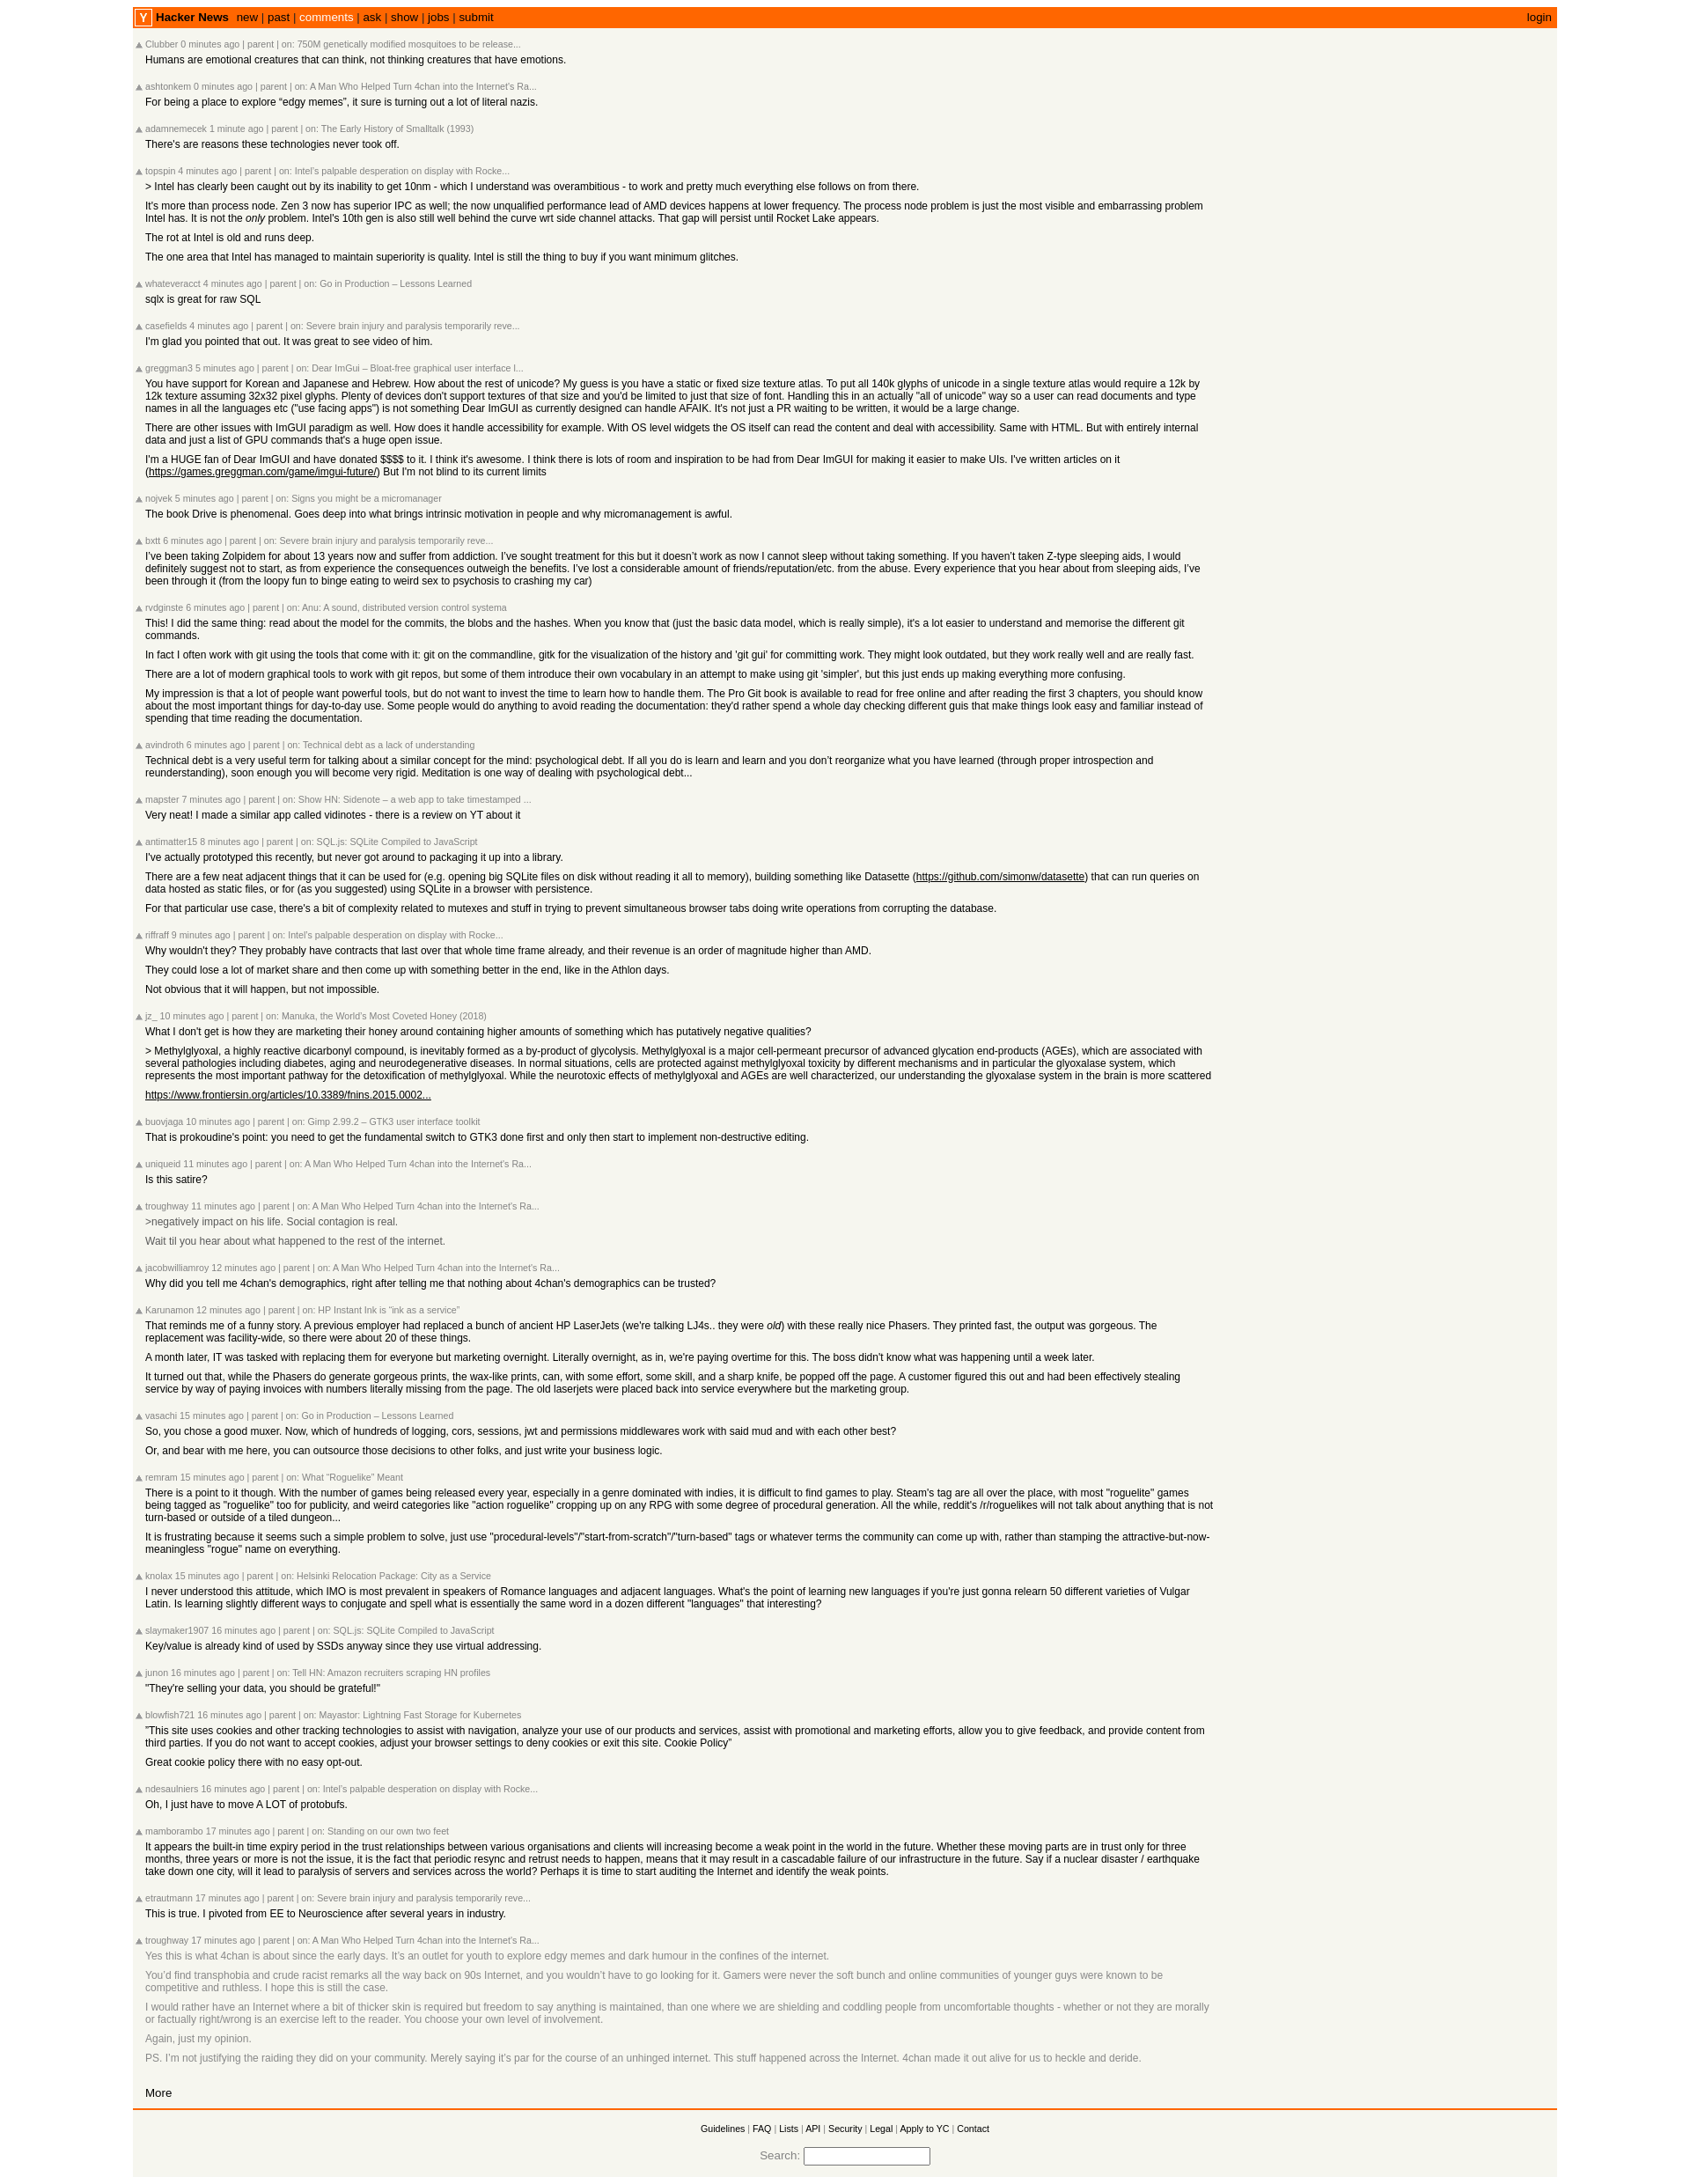 Y Hacker News new | past | comments | ask | show | jobs | submit login
Clubber 0 minutes ago | parent | on: 750M genetically modified mosquitoes to be release...
Humans are emotional creatures that can think, not thinking creatures that have emotions.
ashtonkem 0 minutes ago | parent | on: A Man Who Helped Turn 4chan into the Internet's Ra...
For being a place to explore “edgy memes”, it sure is turning out a lot of literal nazis.
adamnemecek 1 minute ago | parent | on: The Early History of Smalltalk (1993)
There's are reasons these technologies never took off.
topspin 4 minutes ago | parent | on: Intel's palpable desperation on display with Rocke...
> Intel has clearly been caught out by its inability to get 10nm - which I understand was overambitious - to work and pretty much everything else follows on from there.
It's more than process node. Zen 3 now has superior IPC as well; the now unqualified performance lead of AMD devices happens at lower frequency. The process node problem is just the most visible and embarrassing problem
Intel has. It is not the only problem. Intel's 10th gen is also still well behind the curve wrt side channel attacks. That gap will persist until Rocket Lake appears.
The rot at Intel is old and runs deep.
The one area that Intel has managed to maintain superiority is quality. Intel is still the thing to buy if you want minimum glitches.
whateveracct 4 minutes ago | parent | on: Go in Production – Lessons Learned
sqlx is great for raw SQL
casefields 4 minutes ago | parent | on: Severe brain injury and paralysis temporarily reve...
I'm glad you pointed that out. It was great to see video of him.
greggman3 5 minutes ago | parent | on: Dear ImGui – Bloat-free graphical user interface l...
You have support for Korean and Japanese and Hebrew. How about the rest of unicode? My guess is you have a static or fixed size texture atlas. To put all 140k glyphs of unicode in a single texture atlas would require a 12k by
12k texture assuming 32x32 pixel glyphs. Plenty of devices don't support textures of that size and you'd be limited to just that size of font. Handling this in an actually "all of unicode" way so a user can read documents and type
names in all the languages etc ("use facing apps") is not something Dear ImGUI as currently designed can handle AFAIK. It's not just a PR waiting to be written, it would be a large change.
There are other issues with ImGUI paradigm as well. How does it handle accessibility for example. With OS level widgets the OS itself can read the content and deal with accessibility. Same with HTML. But with entirely internal
data and just a list of GPU commands that's a huge open issue.
I'm a HUGE fan of Dear ImGUI and have donated $$$$ to it. I think it's awesome. I think there is lots of room and inspiration to be had from Dear ImGUI for making it easier to make UIs. I've written articles on it
(https://games.greggman.com/game/imgui-future/) But I'm not blind to its current limits
nojvek 5 minutes ago | parent | on: Signs you might be a micromanager
The book Drive is phenomenal. Goes deep into what brings intrinsic motivation in people and why micromanagement is awful.
bxtt 6 minutes ago | parent | on: Severe brain injury and paralysis temporarily reve...
I’ve been taking Zolpidem for about 13 years now and suffer from addiction. I’ve sought treatment for this but it doesn’t work as now I cannot sleep without taking something. If you haven’t taken Z-type sleeping aids, I would
definitely suggest not to start, as from experience the consequences outweigh the benefits. I’ve lost a considerable amount of friends/reputation/etc. from the abuse. Every experience that you hear about from sleeping aids, I’ve
been through it (from the loopy fun to binge eating to weird sex to psychosis to crashing my car)
rvdginste 6 minutes ago | parent | on: Anu: A sound, distributed version control systema
This! I did the same thing: read about the model for the commits, the blobs and the hashes. When you know that (just the basic data model, which is really simple), it's a lot easier to understand and memorise the different git
commands.
In fact I often work with git using the tools that come with it: git on the commandline, gitk for the visualization of the history and 'git gui' for committing work. They might look outdated, but they work really well and are really fast.
There are a lot of modern graphical tools to work with git repos, but some of them introduce their own vocabulary in an attempt to make using git 'simpler', but this just ends up making everything more confusing.
My impression is that a lot of people want powerful tools, but do not want to invest the time to learn how to handle them. The Pro Git book is available to read for free online and after reading the first 3 chapters, you should know
about the most important things for day-to-day use. Some people would do anything to avoid reading the documentation: they'd rather spend a whole day checking different guis that make things look easy and familiar instead of
spending that time reading the documentation.
avindroth 6 minutes ago | parent | on: Technical debt as a lack of understanding
Technical debt is a very useful term for talking about a similar concept for the mind: psychological debt. If all you do is learn and learn and you don’t reorganize what you have learned (through proper introspection and
reunderstanding), soon enough you will become very rigid. Meditation is one way of dealing with psychological debt...
mapster 7 minutes ago | parent | on: Show HN: Sidenote – a web app to take timestamped ...
Very neat! I made a similar app called vidinotes - there is a review on YT about it
antimatter15 8 minutes ago | parent | on: SQL.js: SQLite Compiled to JavaScript
I've actually prototyped this recently, but never got around to packaging it up into a library.
There are a few neat adjacent things that it can be used for (e.g. opening big SQLite files on disk without reading it all to memory), building something like Datasette (https://github.com/simonw/datasette) that can run queries on
data hosted as static files, or for (as you suggested) using SQLite in a browser with persistence.
For that particular use case, there's a bit of complexity related to mutexes and stuff in trying to prevent simultaneous browser tabs doing write operations from corrupting the database.
riffraff 9 minutes ago | parent | on: Intel's palpable desperation on display with Rocke...
Why wouldn't they? They probably have contracts that last over that whole time frame already, and their revenue is an order of magnitude higher than AMD.
They could lose a lot of market share and then come up with something better in the end, like in the Athlon days.
Not obvious that it will happen, but not impossible.
jz_ 10 minutes ago | parent | on: Manuka, the World's Most Coveted Honey (2018)
What I don't get is how they are marketing their honey around containing higher amounts of something which has putatively negative qualities?
> Methylglyoxal, a highly reactive dicarbonyl compound, is inevitably formed as a by-product of glycolysis. Methylglyoxal is a major cell-permeant precursor of advanced glycation end-products (AGEs), which are associated with
several pathologies including diabetes, aging and neurodegenerative diseases. In normal situations, cells are protected against methylglyoxal toxicity by different mechanisms and in particular the glyoxalase system, which
represents the most important pathway for the detoxification of methylglyoxal. While the neurotoxic effects of methylglyoxal and AGEs are well characterized, our understanding the glyoxalase system in the brain is more scattered
https://www.frontiersin.org/articles/10.3389/fnins.2015.0002...
buovjaga 10 minutes ago | parent | on: Gimp 2.99.2 – GTK3 user interface toolkit
That is prokoudine's point: you need to get the fundamental switch to GTK3 done first and only then start to implement non-destructive editing.
uniqueid 11 minutes ago | parent | on: A Man Who Helped Turn 4chan into the Internet's Ra...
Is this satire?
troughway 11 minutes ago | parent | on: A Man Who Helped Turn 4chan into the Internet's Ra...
>negatively impact on his life. Social contagion is real.
Wait til you hear about what happened to the rest of the internet.
jacobwilliamroy 12 minutes ago | parent | on: A Man Who Helped Turn 4chan into the Internet's Ra...
Why did you tell me 4chan's demographics, right after telling me that nothing about 4chan's demographics can be trusted?
Karunamon 12 minutes ago | parent | on: HP Instant Ink is “ink as a service”
That reminds me of a funny story. A previous employer had replaced a bunch of ancient HP LaserJets (we're talking LJ4s.. they were old) with these really nice Phasers. They printed fast, the output was gorgeous. The
replacement was facility-wide, so there were about 20 of these things.
A month later, IT was tasked with replacing them for everyone but marketing overnight. Literally overnight, as in, we're paying overtime for this. The boss didn't know what was happening until a week later.
It turned out that, while the Phasers do generate gorgeous prints, the wax-like prints, can, with some effort, some skill, and a sharp knife, be popped off the page. A customer figured this out and had been effectively stealing
service by way of paying invoices with numbers literally missing from the page. The old laserjets were placed back into service everywhere but the marketing group.
vasachi 15 minutes ago | parent | on: Go in Production – Lessons Learned
So, you chose a good muxer. Now, which of hundreds of logging, cors, sessions, jwt and permissions middlewares work with said mud and with each other best?
Or, and bear with me here, you can outsource those decisions to other folks, and just write your business logic.
remram 15 minutes ago | parent | on: What “Roguelike” Meant
There is a point to it though. With the number of games being released every year, especially in a genre dominated with indies, it is difficult to find games to play. Steam's tag are all over the place, with most "roguelite" games
being tagged as "roguelike" too for publicity, and weird categories like "action roguelike" cropping up on any RPG with some degree of procedural generation. All the while, reddit's /r/roguelikes will not talk about anything that is not
turn-based or outside of a tiled dungeon...
It is frustrating because it seems such a simple problem to solve, just use "procedural-levels"/"start-from-scratch"/"turn-based" tags or whatever terms the community can come up with, rather than stamping the attractive-but-now-
meaningless "rogue" name on everything.
knolax 15 minutes ago | parent | on: Helsinki Relocation Package: City as a Service
I never understood this attitude, which IMO is most prevalent in speakers of Romance languages and adjacent languages. What's the point of learning new languages if you're just gonna relearn 50 different varieties of Vulgar
Latin. Is learning slightly different ways to conjugate and spell what is essentially the same word in a dozen different "languages" that interesting?
slaymaker1907 16 minutes ago | parent | on: SQL.js: SQLite Compiled to JavaScript
Key/value is already kind of used by SSDs anyway since they use virtual addressing.
junon 16 minutes ago | parent | on: Tell HN: Amazon recruiters scraping HN profiles
"They're selling your data, you should be grateful!"
blowfish721 16 minutes ago | parent | on: Mayastor: Lightning Fast Storage for Kubernetes
"This site uses cookies and other tracking technologies to assist with navigation, analyze your use of our products and services, assist with promotional and marketing efforts, allow you to give feedback, and provide content from
third parties. If you do not want to accept cookies, adjust your browser settings to deny cookies or exit this site. Cookie Policy”
Great cookie policy there with no easy opt-out.
ndesaulniers 16 minutes ago | parent | on: Intel's palpable desperation on display with Rocke...
Oh, I just have to move A LOT of protobufs.
mamborambo 17 minutes ago | parent | on: Standing on our own two feet
It appears the built-in time expiry period in the trust relationships between various organisations and clients will increasing become a weak point in the world in the future. Whether these moving parts are in trust only for three
months, three years or more is not the issue, it is the fact that periodic resync and retrust needs to happen, means that it may result in a cascadable failure of our infrastructure in the future. Say if a nuclear disaster / earthquake
take down one city, will it lead to paralysis of servers and services across the world? Perhaps it is time to start auditing the Internet and identify the weak points.
etrautmann 17 minutes ago | parent | on: Severe brain injury and paralysis temporarily reve...
This is true. I pivoted from EE to Neuroscience after several years in industry.
troughway 17 minutes ago | parent | on: A Man Who Helped Turn 4chan into the Internet's Ra...
Yes this is what 4chan is about since the early days. It’s an outlet for youth to explore edgy memes and dark humour in the confines of the internet.
You’d find transphobia and crude racist remarks all the way back on 90s Internet, and you wouldn’t have to go looking for it. Gamers were never the soft bunch and online communities of younger guys were known to be
competitive and ruthless. I hope this is still the case.
I would rather have an Internet where a bit of thicker skin is required but freedom to say anything is maintained, than one where we are shielding and coddling people from uncomfortable thoughts - whether or not they are morally
or factually right/wrong is an exercise left to the reader. You choose your own level of involvement.
Again, just my opinion.
PS. I’m not justifying the raiding they did on your community. Merely saying it’s par for the course of an unhinged internet. This stuff happened across the Internet. 4chan made it out alive for us to heckle and deride.
More
Guidelines | FAQ | Lists | API | Security | Legal | Apply to YC | Contact
Search: